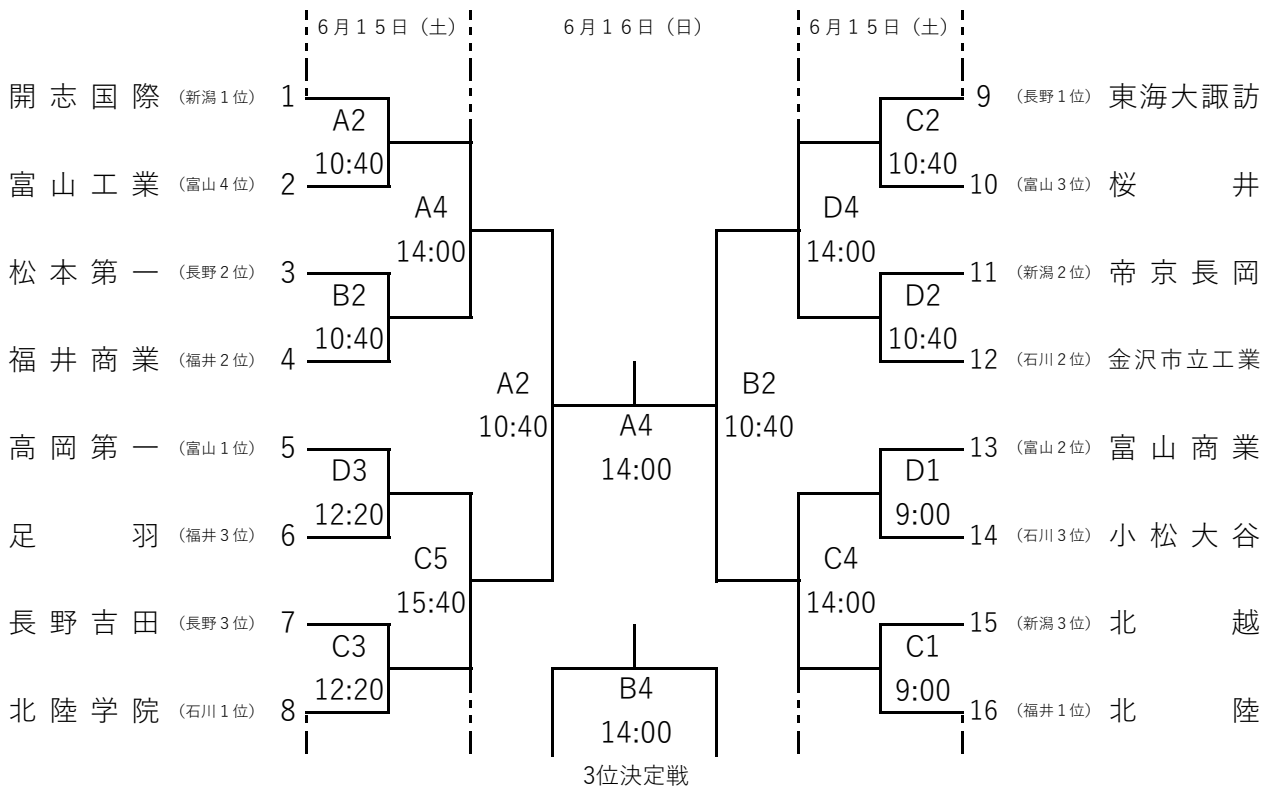 6月15日（土） 6月16日（日） 6月15日（土）
開志国際 （新潟1位） 1
A2
10:40
富山工業 （富山4位） 2
A4
14:00
松本第一 （長野2位） 3
B2
10:40
福井商業 （福井2位） 4
A2
10:40
高岡第一 （富山1位） 5
D3
12:20
足羽 （福井3位） 6
C5
15:40
長野吉田 （長野3位） 7
C3
12:20
北陸学院 （石川1位） 8
A4
14:00
B4
14:00
3位決定戦
9 （長野1位） 東海大諏訪
C2
10:40
10 （富山3位） 桜井
D4
14:00
11 （新潟2位） 帝京長岡
D2
10:40
12 （石川2位） 金沢市立工業
B2
10:40
13 （富山2位） 富山商業
D1
9:00
14 （石川3位） 小松大谷
C4
14:00
15 （新潟3位） 北越
C1
9:00
16 （福井1位） 北陸